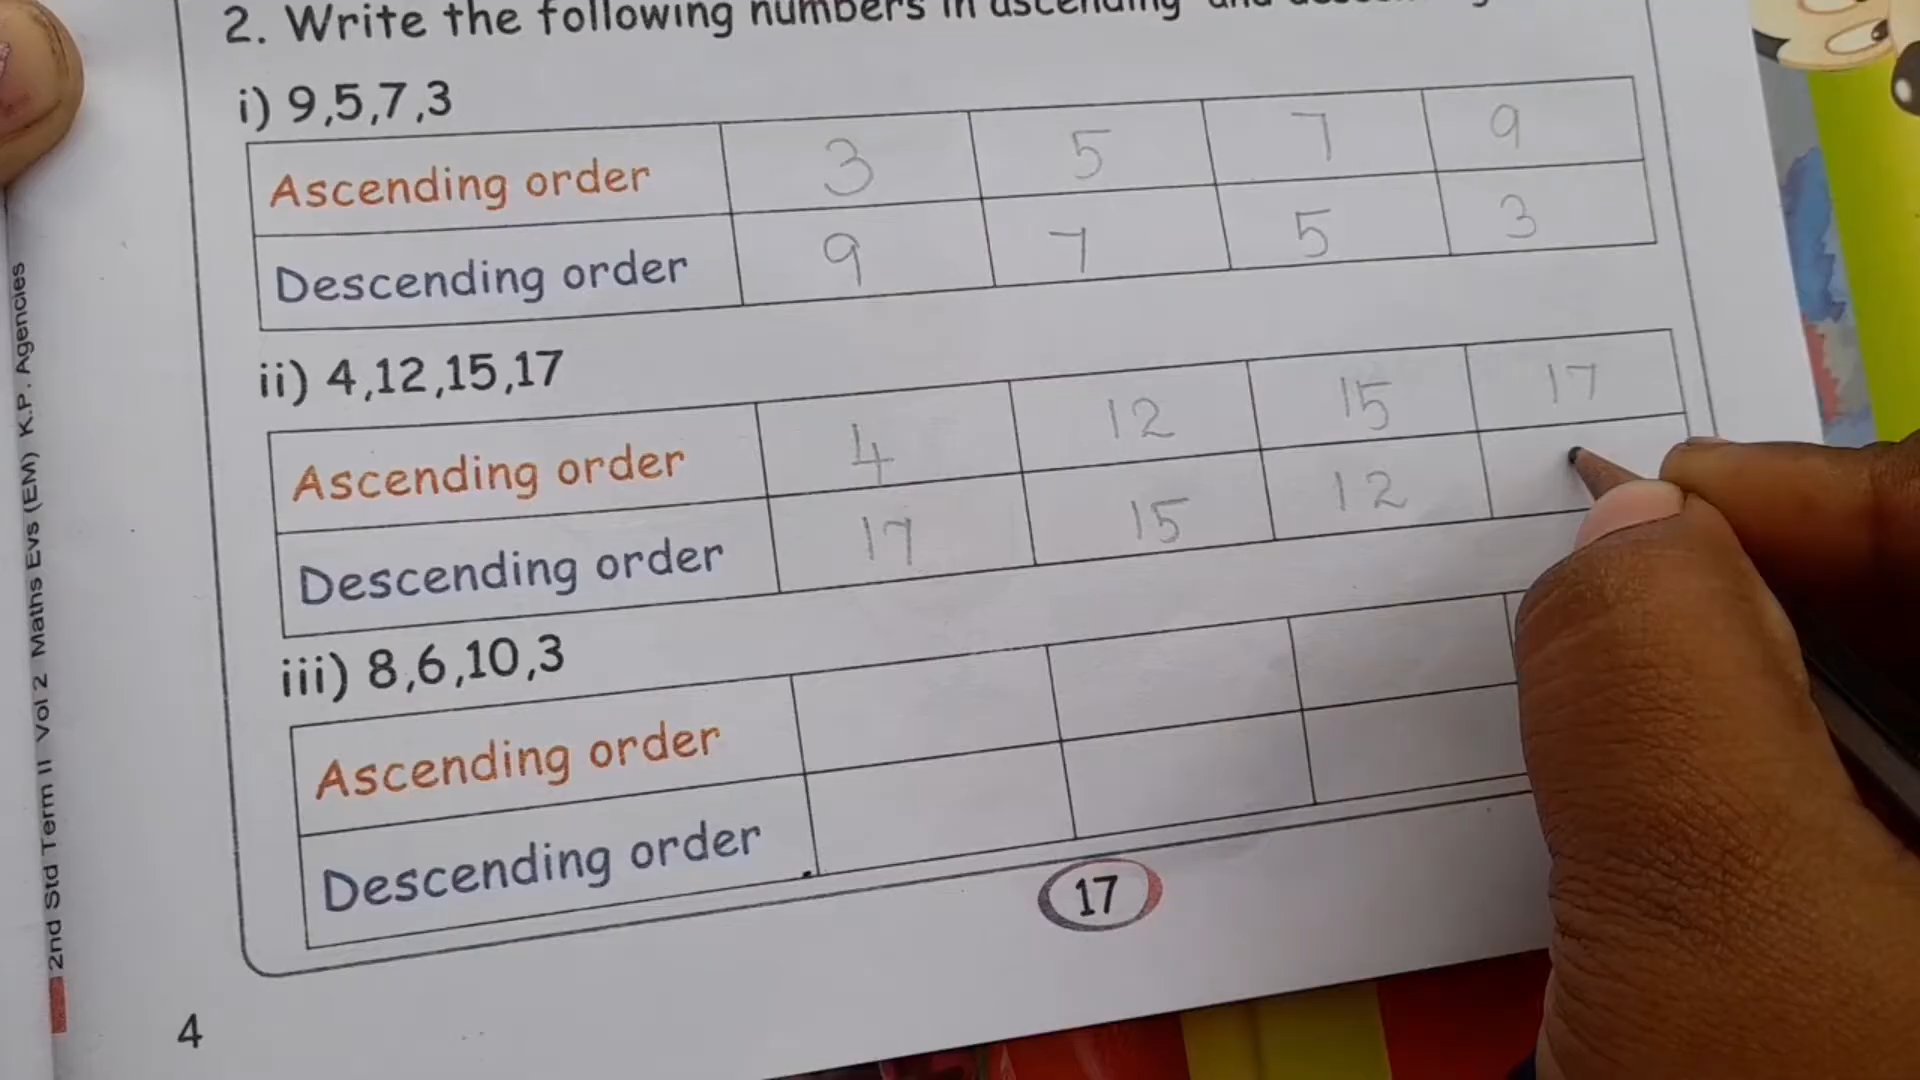 2. Write the following numbers in ascending and
i) 9,5,7,3
Ascending order 3 5 7 9
Descending order 9 7 5 3
ii) 4,12,15,17
Ascending order 4 12 15 17
Descending order 17 15 12
iii) 8,6,10,3
Ascending order
Descending order
17
4
2nd Std Term II Vol 2 Maths Evs (EM) K.P. Agencies